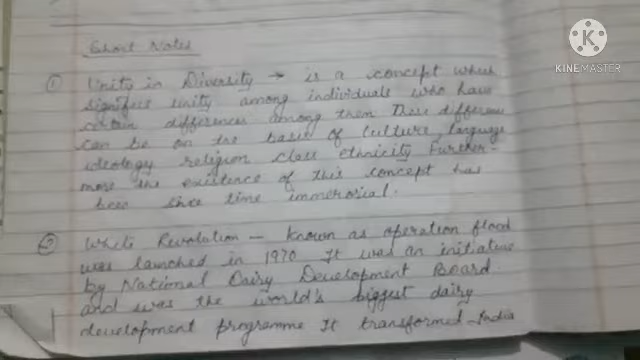 KINEMASTER
Short Notes
① Unity in Diversity → is a concept which
signifies unity among individuals who have
certain differences among them These differences
can be on the basis of culture, language
ideology religion class ethnicity Further-
more the existence of this concept has
been since time immemorial.
② White Revolution - Known as operation flood
was launched in 1970 It was an initiative
by National Dairy Development Board
and was the world's biggest dairy
development programme It transformed India